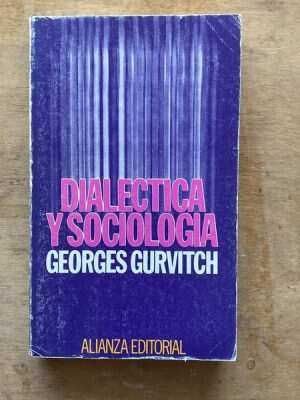 DIALECTICA
Y SOCIOLOGIA
GEORGES GURVITCH
ALIANZA EDITORIAL